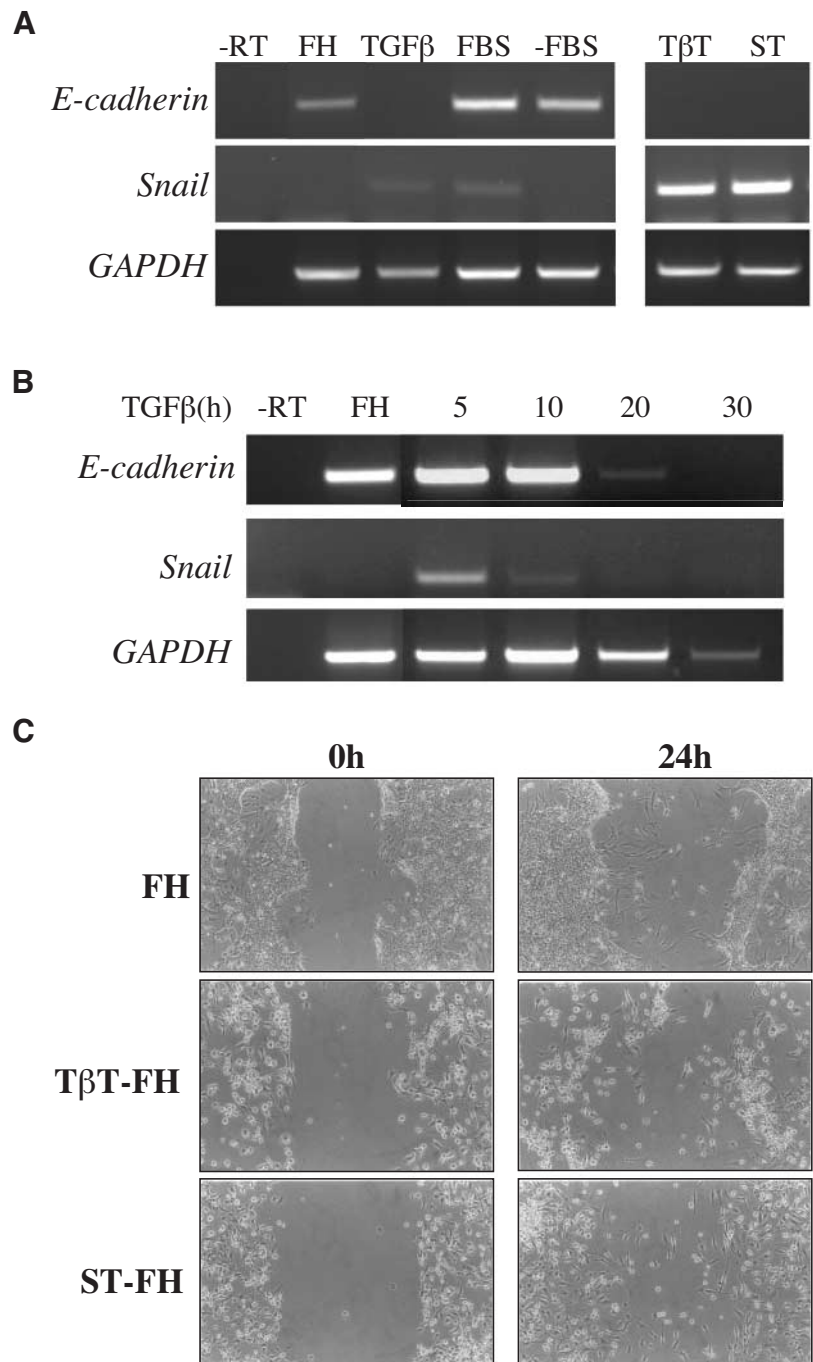 A
-RT FH TGFβ FBS -FBS TβT ST
E-cadherin
Snail
GAPDH
B
TGFβ(h) -RT FH 5 10 20 30
E-cadherin
Snail
GAPDH
C
0h 24h
FH
TβT-FH
ST-FH